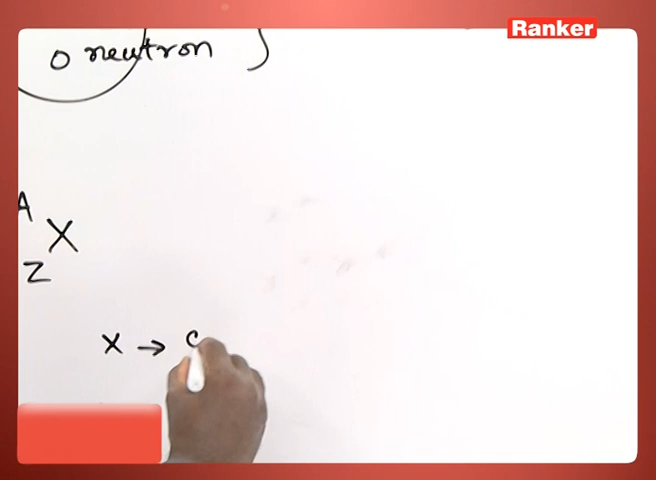 Ranker
0 neutron )
A
X
Z
X → c